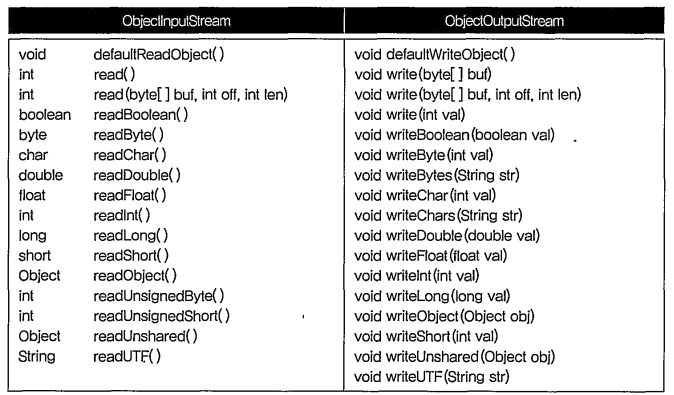 ObjectInputStream ObjectOutputStream
void defaultReadObject() void defaultWriteObject()
int read() void write(byte[] buf)
int read(byte[] buf, int off, int len) void write(byte[] buf, int off, int len)
boolean readBoolean() void write(int val)
byte readByte() void writeBoolean(boolean val)
char readChar() void writeByte(int val)
double readDouble() void writeBytes(String str)
float readFloat() void writeChar(int val)
int readInt() void writeChars(String str)
long readLong() void writeDouble(double val)
short readShort() void writeFloat(float val)
Object readObject() void writeInt(int val)
int readUnsignedByte() void writeLong(long val)
int readUnsignedShort() void writeObject(Object obj)
Object readUnshared() void writeShort(int val)
String readUTF() void writeUnshared(Object obj)
void writeUTF(String str)